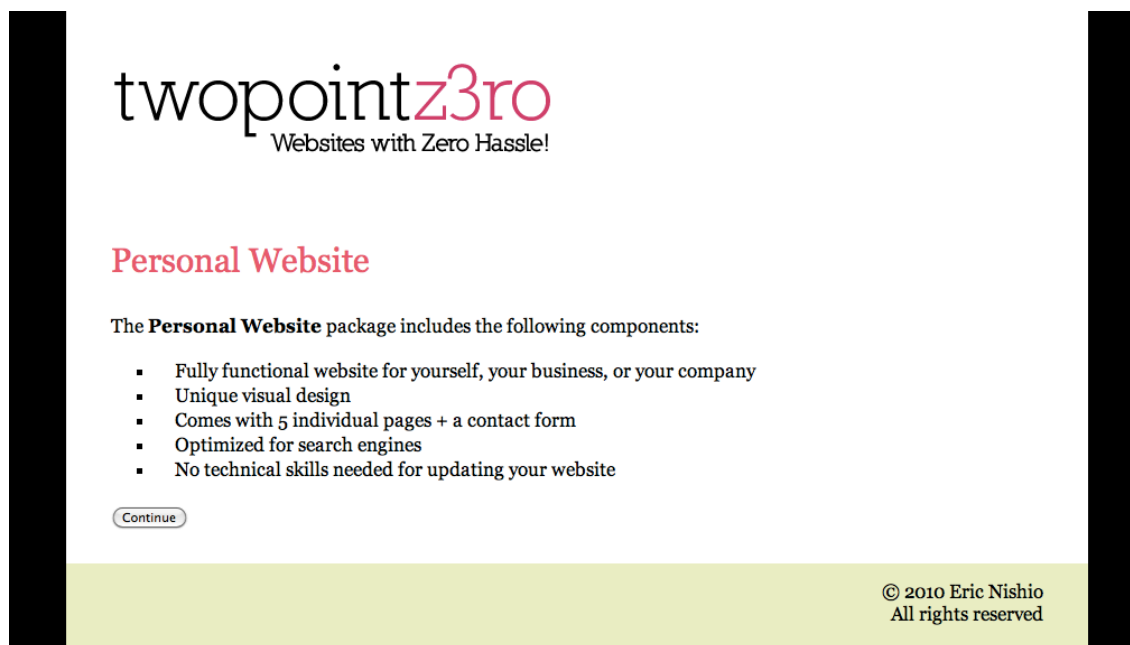 twopointz3ro
Websites with Zero Hassle!
Personal Website
The Personal Website package includes the following components:
▪ Fully functional website for yourself, your business, or your company
▪ Unique visual design
▪ Comes with 5 individual pages + a contact form
▪ Optimized for search engines
▪ No technical skills needed for updating your website
Continue
© 2010 Eric Nishio
All rights reserved